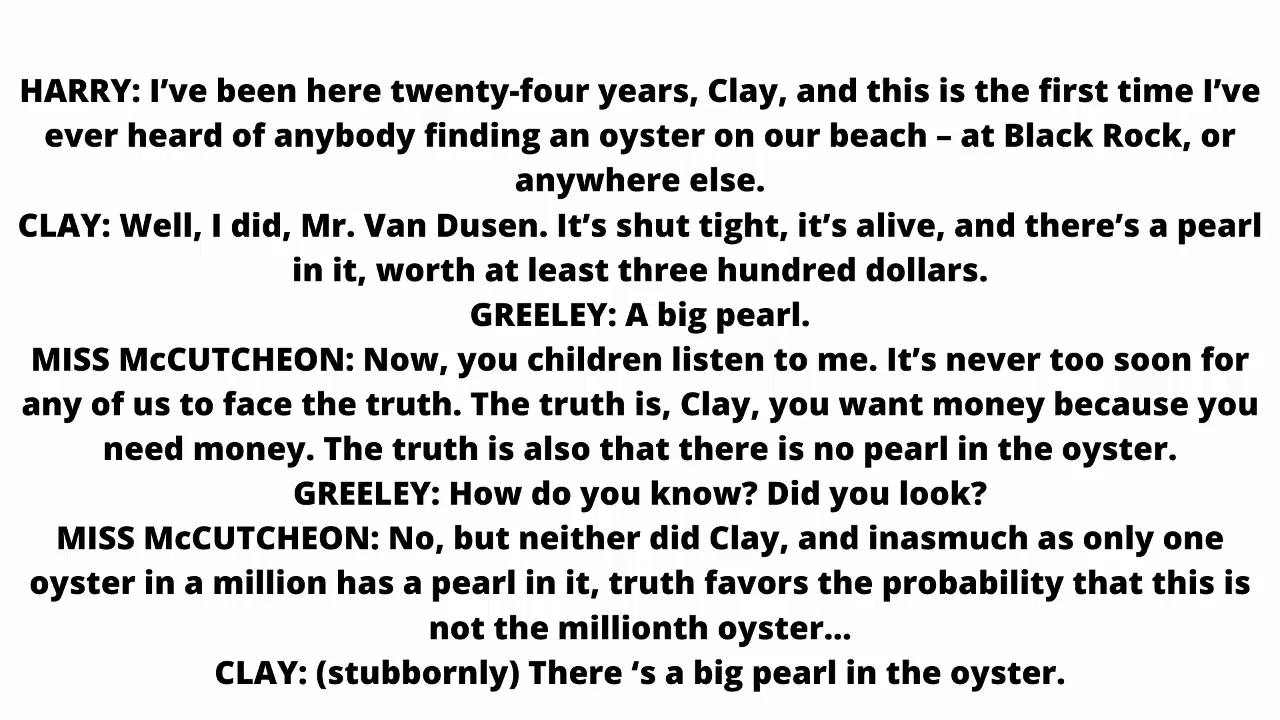 HARRY: I’ve been here twenty-four years, Clay, and this is the first time I’ve
ever heard of anybody finding an oyster on our beach – at Black Rock, or
anywhere else.
CLAY: Well, I did, Mr. Van Dusen. It’s shut tight, it’s alive, and there’s a pearl
in it, worth at least three hundred dollars.
GREELEY: A big pearl.
MISS McCUTCHEON: Now, you children listen to me. It’s never too soon for
any of us to face the truth. The truth is, Clay, you want money because you
need money. The truth is also that there is no pearl in the oyster.
GREELEY: How do you know? Did you look?
MISS McCUTCHEON: No, but neither did Clay, and inasmuch as only one
oyster in a million has a pearl in it, truth favors the probability that this is
not the millionth oyster...
CLAY: (stubbornly) There ‘s a big pearl in the oyster.